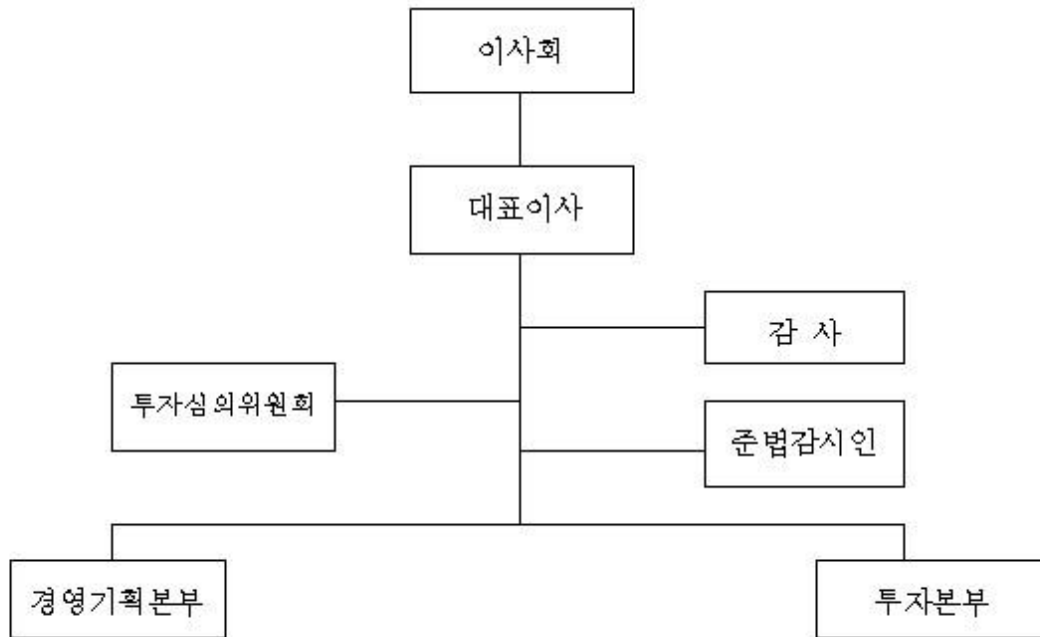 이사회
대표이사
감 사
투자심의위원회
준법감시인
경영기획본부
투자본부